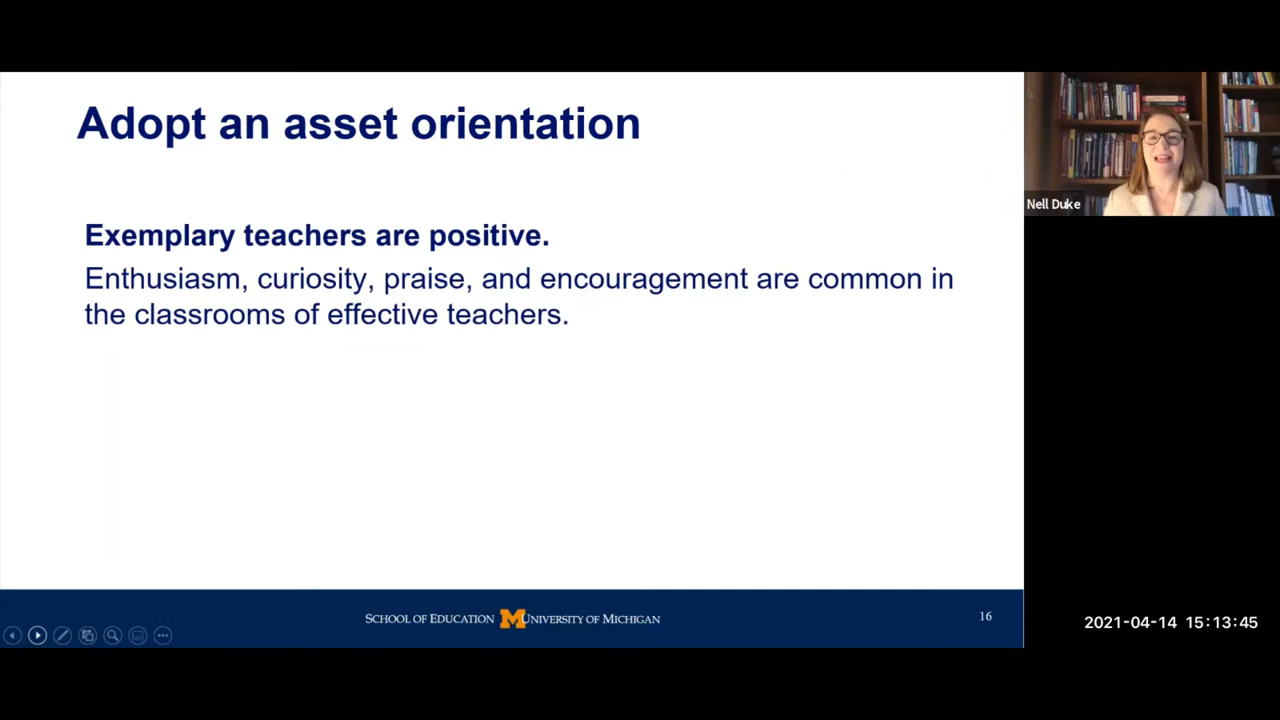 Adopt an asset orientation
Exemplary teachers are positive.
Enthusiasm, curiosity, praise, and encouragement are common in
the classrooms of effective teachers.
Nell Duke
SCHOOL OF EDUCATION M UNIVERSITY OF MICHIGAN
16
2021-04-14 15:13:45